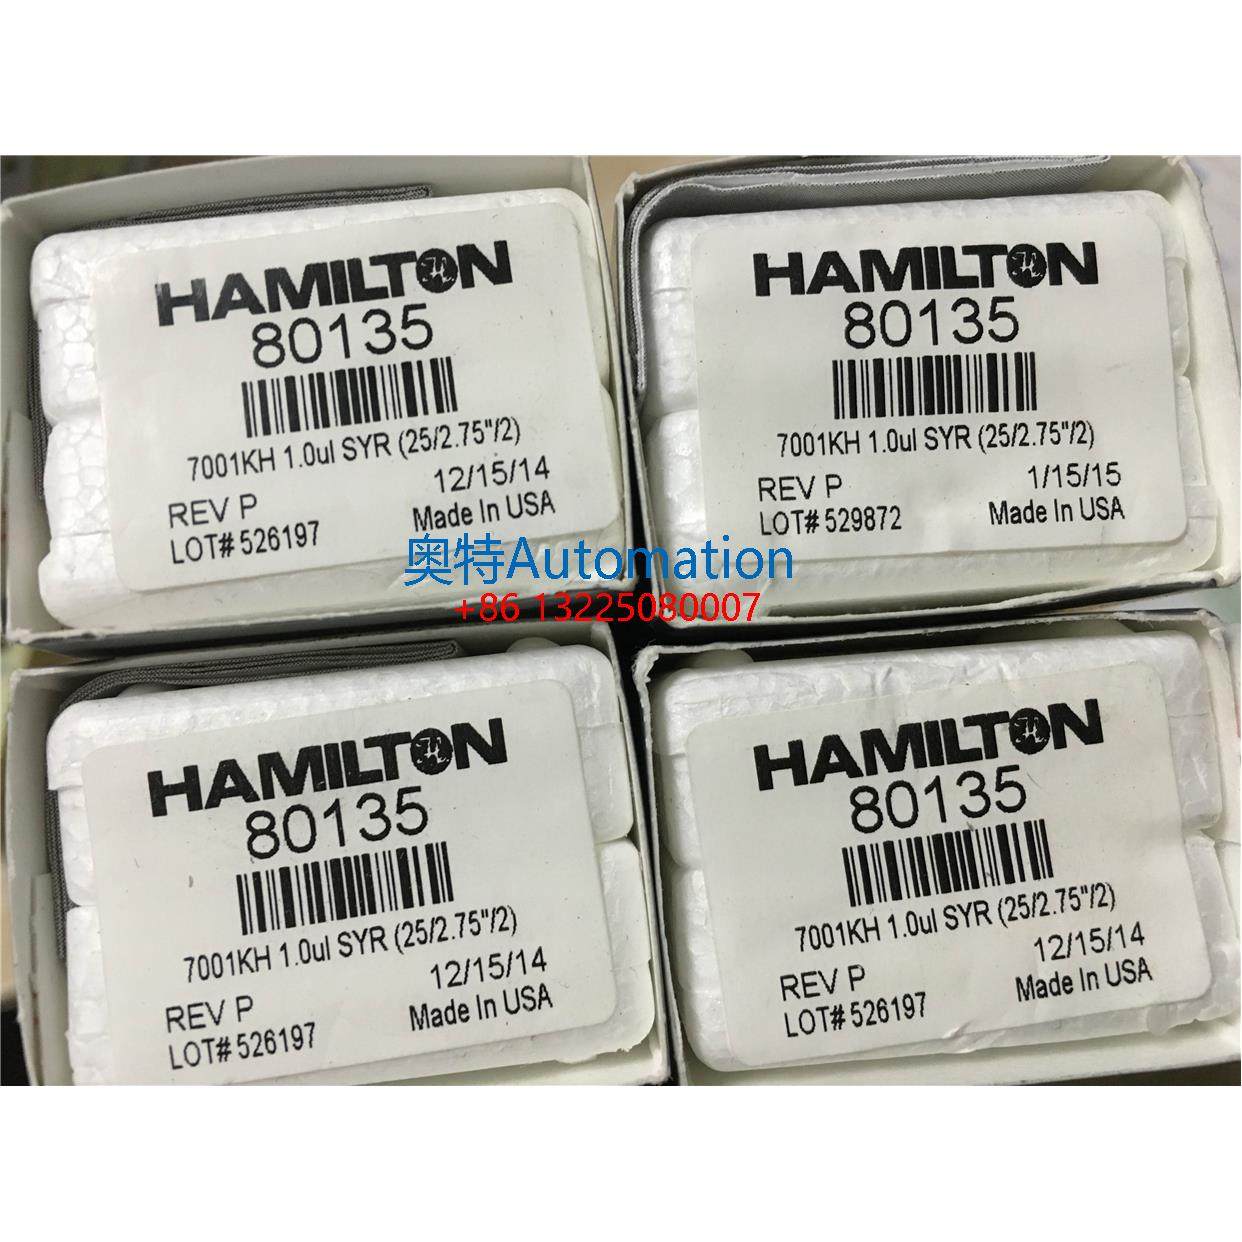 HAMILTON
80135
7001KH 1.0ul SYR (25/2.75"/2)
12/15/14
REV P
Made In USA
LOT# 526197
HAMILTON
80135
7001KH 1.0ul SYR (25/2.75"/2)
1/15/15
REV P
Made In USA
LOT# 529872
奥特Automation
+86 13225080007
HAMILTON
80135
7001KH 1.0ul SYR (25/2.75"/2)
12/15/14
REV P
Made In USA
LOT# 526197
HAMILTON
80135
7001KH 1.0ul SYR (25/2.75"/2)
12/15/14
REV P
Made In USA
LOT# 526197